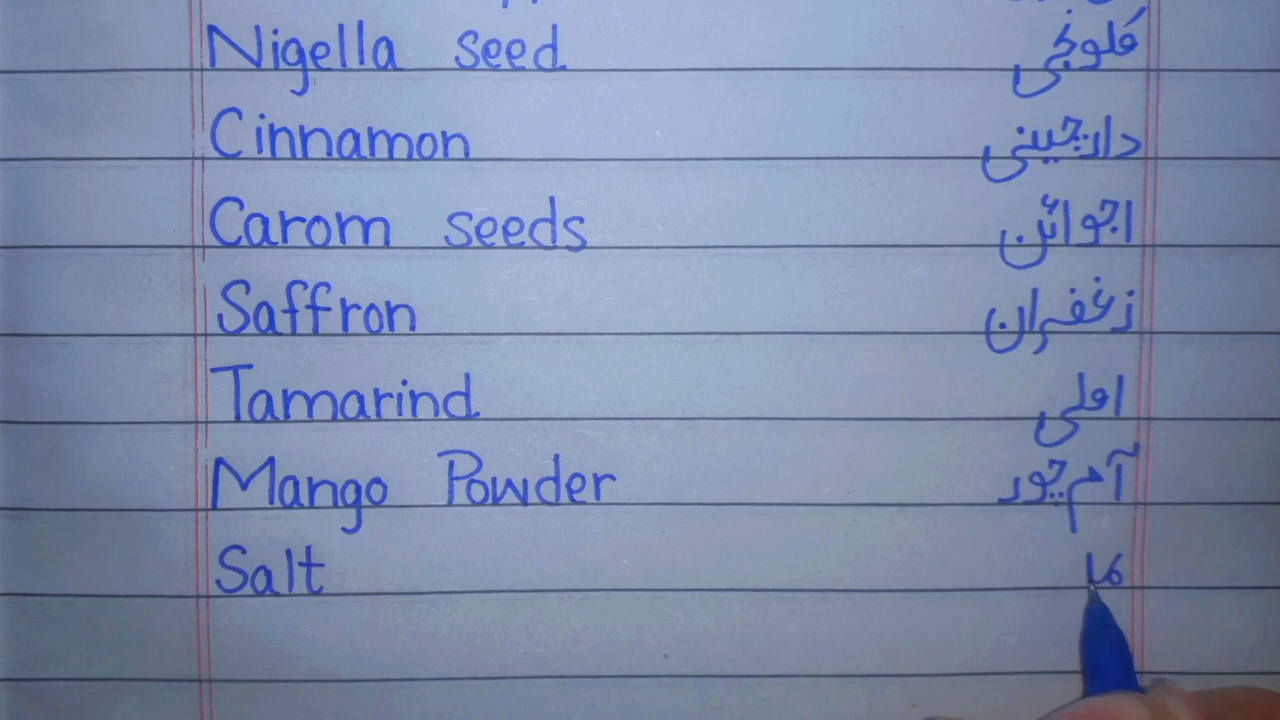 Nigella seed کلونجی
Cinnamon دارچینی
Carom seeds اجوائن
Saffron زعفران
Tamarind املی
Mango Powder آم چور
Salt